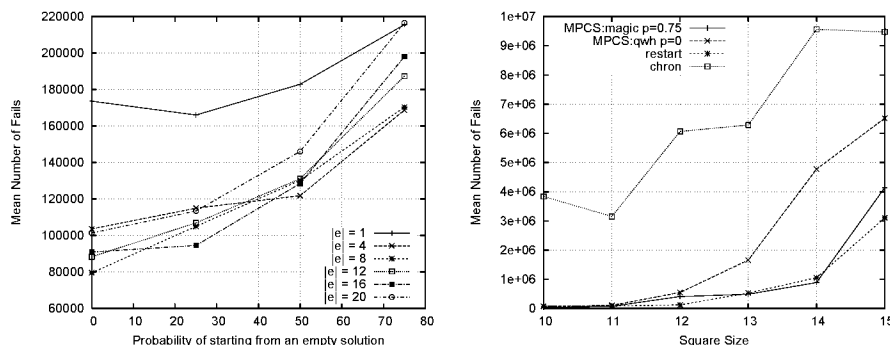 220000
200000
180000
160000
140000
120000
100000
80000
60000
Mean Number of Fails
|e| = 1
|e| = 4
|e| = 8
|e| = 12
|e| = 16
|e| = 20
0 10 20 30 40 50 60 70 80
Probability of starting from an empty solution
1e+07
9e+06
8e+06
7e+06
6e+06
5e+06
4e+06
3e+06
2e+06
1e+06
0
Mean Number of Fails
MPCS:magic p=0.75
MPCS:qwh p=0
restart
chron
10 11 12 13 14 15
Square Size